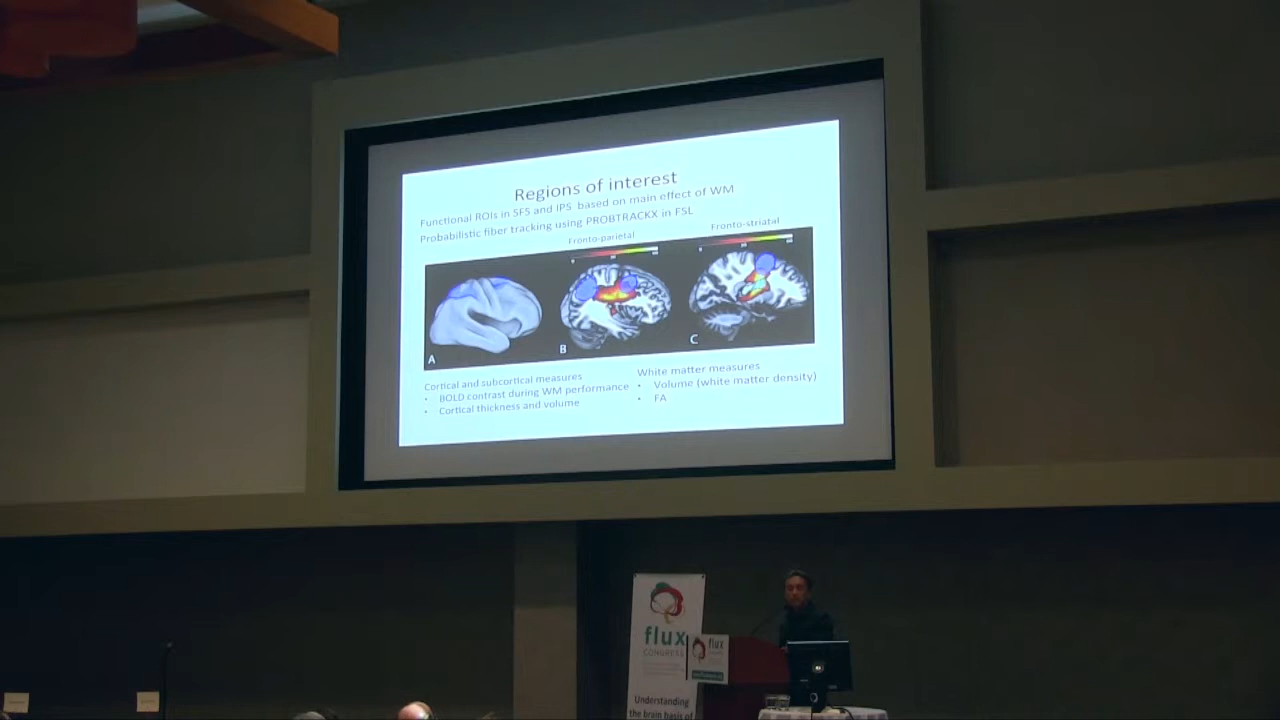 Regions of interest
Functional ROIs in SFS and IPS based on main effect of WM
Probabilistic fiber tracking using PROBTRACKX in FSL
Fronto-parietal
Fronto-striatal
A
B
C
Cortical and subcortical measures
• BOLD contrast during WM performance
• Cortical thickness and volume
White matter measures
• Volume (white matter density)
• FA
flux
CONGRESS
flux
Understanding
the brain basis of